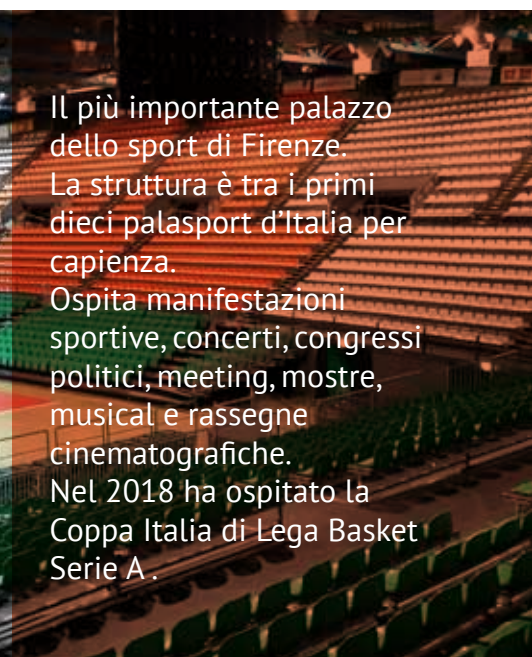 Il più importante palazzo
dello sport di Firenze.
La struttura è tra i primi
dieci palasport d'Italia per
capienza.
Ospita manifestazioni
sportive, concerti, congressi
politici, meeting, mostre,
musical e rassegne
cinematografiche.
Nel 2018 ha ospitato la
Coppa Italia di Lega Basket
Serie A .